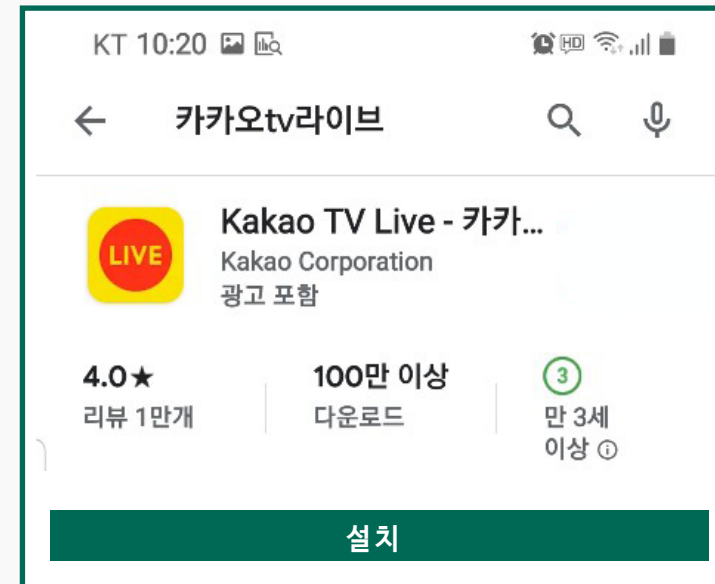 KT 10:20
HD
카카오tv라이브
LIVE
Kakao TV Live - 카카...
Kakao Corporation
광고 포함
4.0★
리뷰 1만개
100만 이상
다운로드
3
만 3세
이상
설치